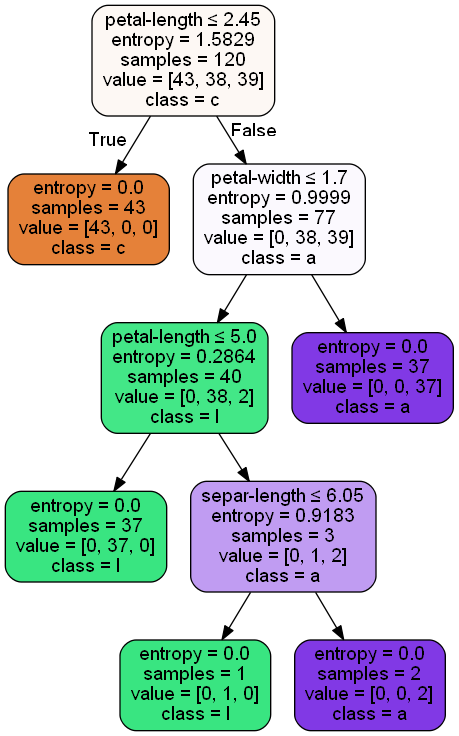 petal-length ≤ 2.45
entropy = 1.5829
samples = 120
value = [43, 38, 39]
class = c
True
False
entropy = 0.0
samples = 43
value = [43, 0, 0]
class = c
petal-width ≤ 1.7
entropy = 0.9999
samples = 77
value = [0, 38, 39]
class = a
petal-length ≤ 5.0
entropy = 0.2864
samples = 40
value = [0, 38, 2]
class = l
entropy = 0.0
samples = 37
value = [0, 0, 37]
class = a
entropy = 0.0
samples = 37
value = [0, 37, 0]
class = l
separ-length ≤ 6.05
entropy = 0.9183
samples = 3
value = [0, 1, 2]
class = a
entropy = 0.0
samples = 1
value = [0, 1, 0]
class = l
entropy = 0.0
samples = 2
value = [0, 0, 2]
class = a